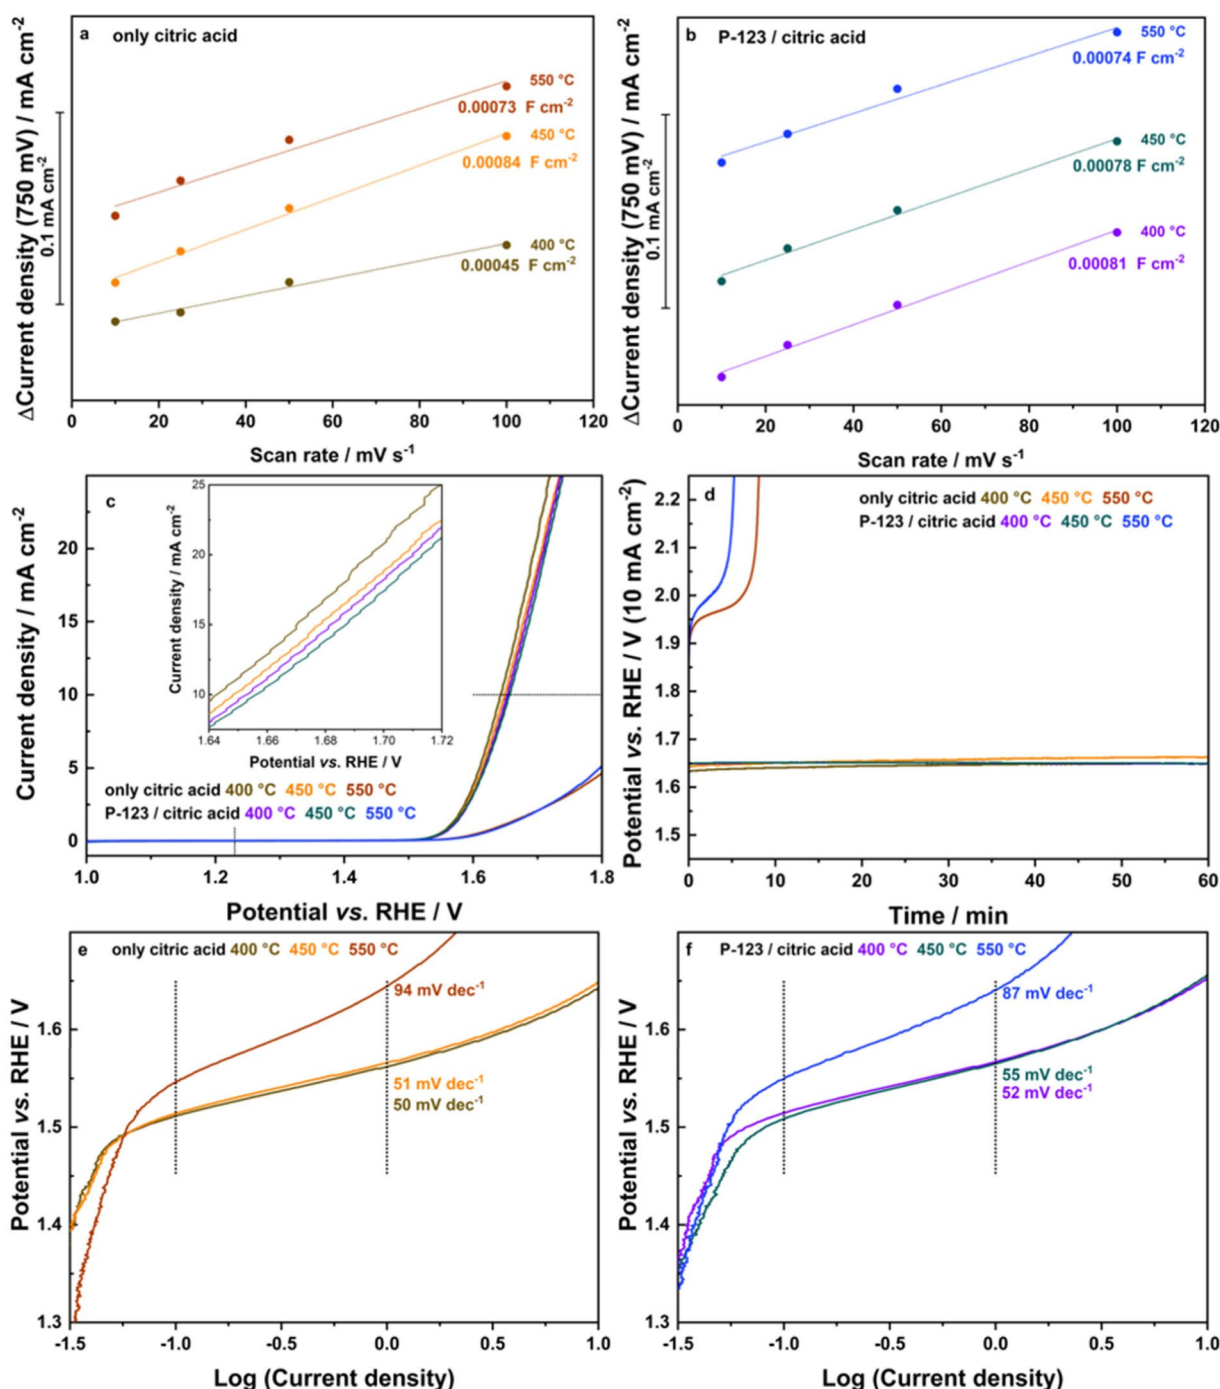 a only citric acid
ΔCurrent density (750 mV) / mA cm-2
0.1 mA cm-2
550 °C
0.00073 F cm-2
450 °C
0.00084 F cm-2
400 °C
0.00045 F cm-2
0 20 40 60 80 100 120
Scan rate / mV s-1
b P-123 / citric acid
ΔCurrent density (750 mV) / mA cm-2
0.1 mA cm-2
550 °C
0.00074 F cm-2
450 °C
0.00078 F cm-2
400 °C
0.00081 F cm-2
0 20 40 60 80 100 120
Scan rate / mV s-1
c
Current density / mA cm-2
20
15
10
5
0
25
20
15
10
Current density / mA cm-2
1.64 1.66 1.68 1.70 1.72
Potential vs. RHE / V
only citric acid 400 °C 450 °C 550 °C
P-123 / citric acid 400 °C 450 °C 550 °C
1.0 1.2 1.4 1.6 1.8
Potential vs. RHE / V
d
only citric acid 400 °C 450 °C 550 °C
P-123 / citric acid 400 °C 450 °C 550 °C
Potential vs. RHE / V (10 mA cm-2)
2.2
2.1
2.0
1.9
1.8
1.7
1.6
1.5
0 10 20 30 40 50 60
Time / min
e only citric acid 400 °C 450 °C 550 °C
Potential vs. RHE / V
1.6
1.5
1.4
1.3
94 mV dec-1
51 mV dec-1
50 mV dec-1
-1.5 -1.0 -0.5 0.0 0.5 1.0
Log (Current density)
f P-123 / citric acid 400 °C 450 °C 550 °C
Potential vs. RHE / V
1.6
1.5
1.4
1.3
87 mV dec-1
55 mV dec-1
52 mV dec-1
-1.5 -1.0 -0.5 0.0 0.5 1.0
Log (Current density)